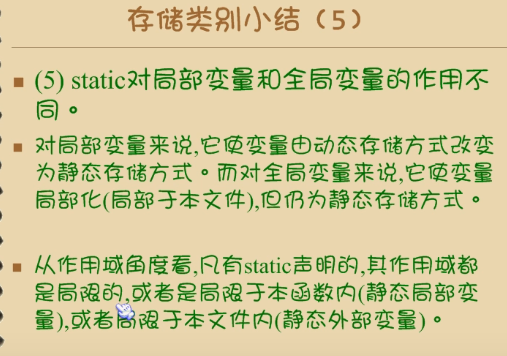 存储类别小结（5）
(5) static对局部变量和全局变量的作用不
同。
对局部变量来说,它使变量由动态存储方式改变
为静态存储方式。而对全局变量来说,它使变量
局部化(局部于本文件),但仍为静态存储方式。
从作用域角度看,凡有static声明的,其作用域都
是局限的,或者是局限于本函数内(静态局部变
量),或者局限于本文件内(静态外部变量)。